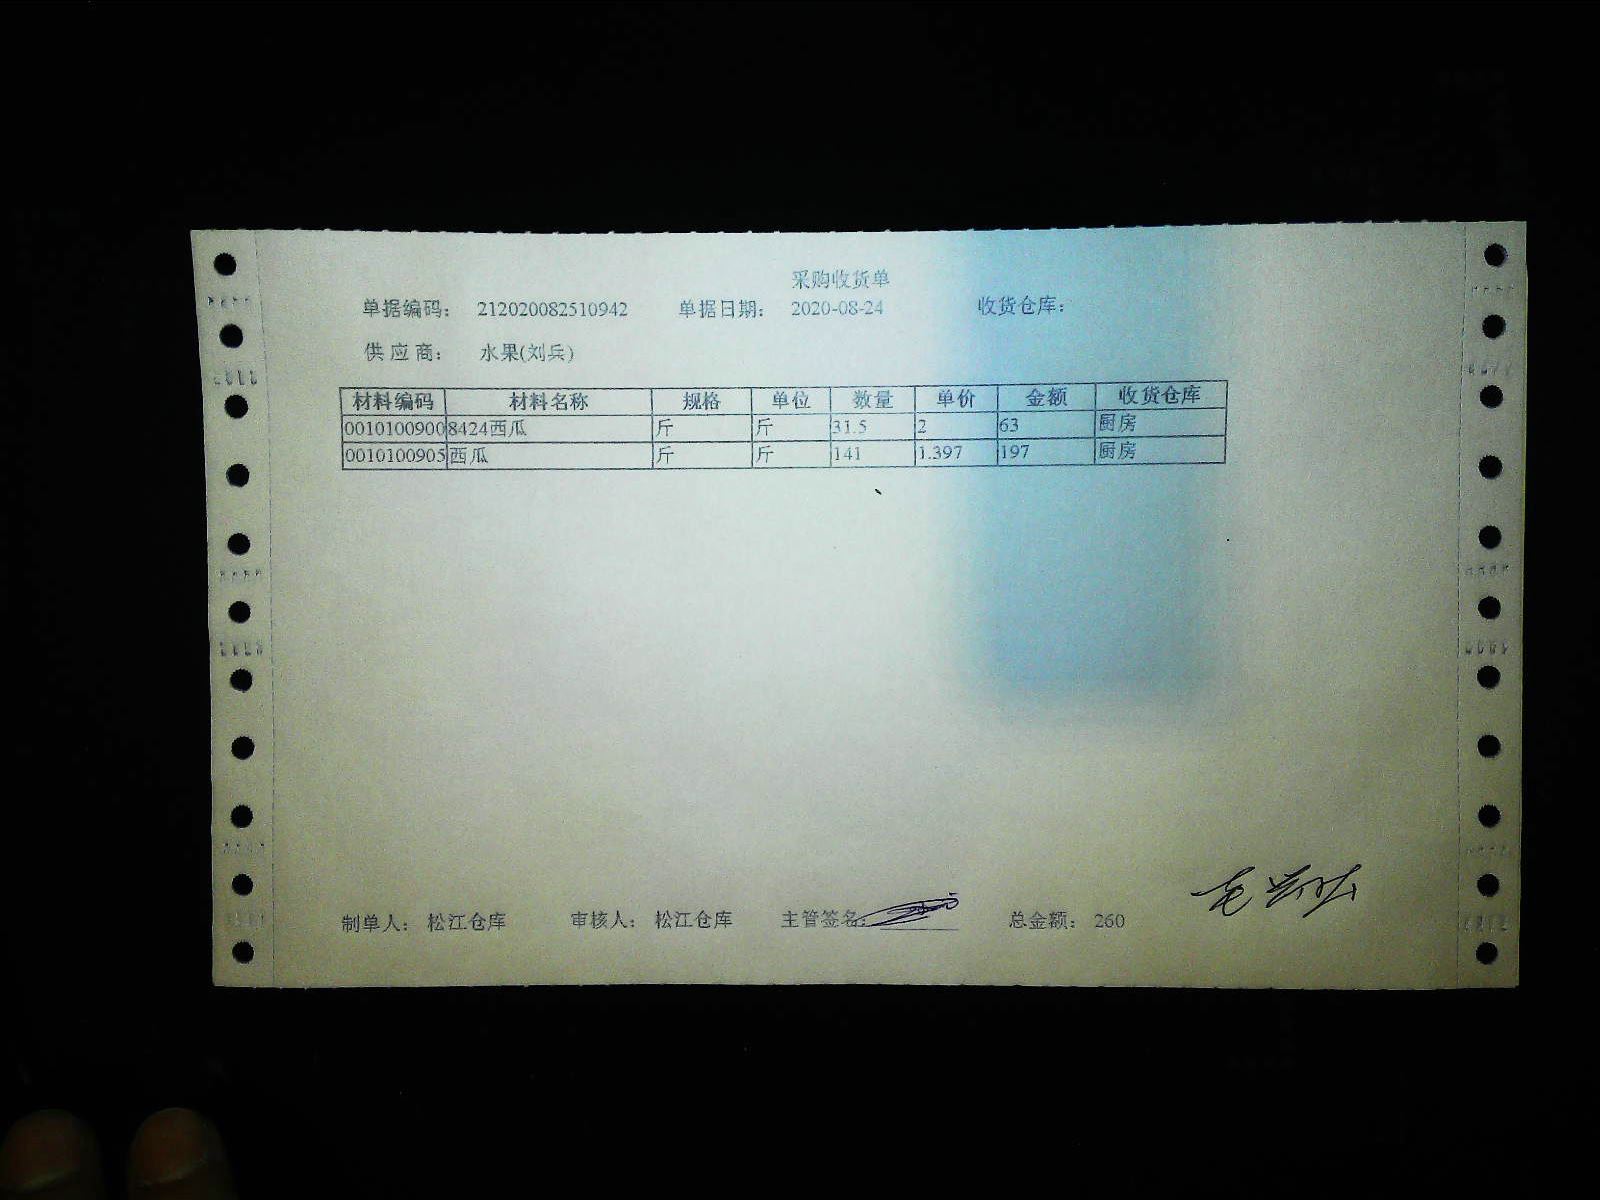 采购收货单
单据编码： 212020082510942 单据日期： 2020-08-24 收货仓库：
供 应 商： 水果(刘兵)
材料编码 材料名称 规格 单位 数量 单价 金额 收货仓库
0010100900 8424西瓜 斤 斤 31.5 2 63 厨房
0010100905 西瓜 斤 斤 141 1.397 197 厨房
制单人： 松江仓库 审核人： 松江仓库 主管签名： 总金额： 260